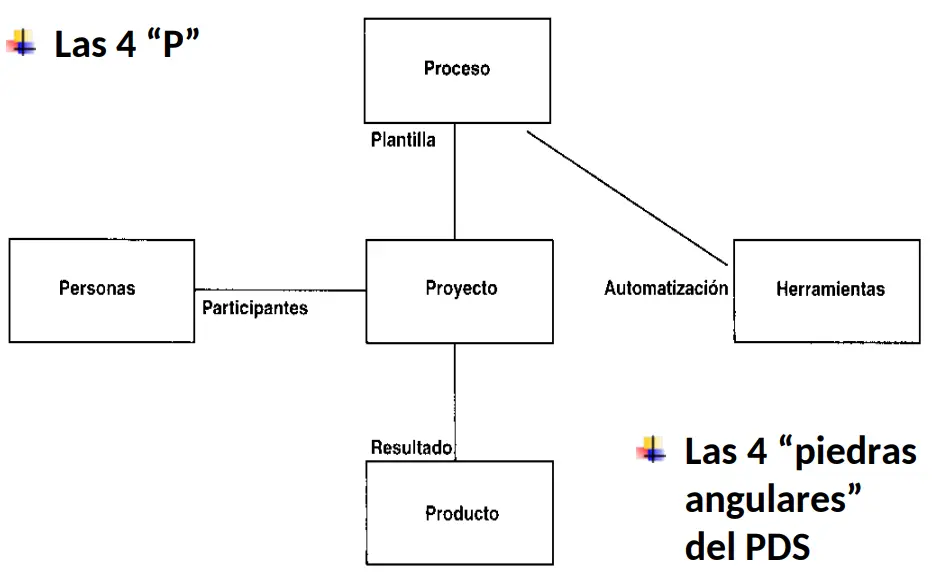 Las 4 “P”
Proceso
Plantilla
Personas
Participantes
Proyecto
Automatización
Herramientas
Resultado
Producto
Las 4 “piedras
angulares”
del PDS